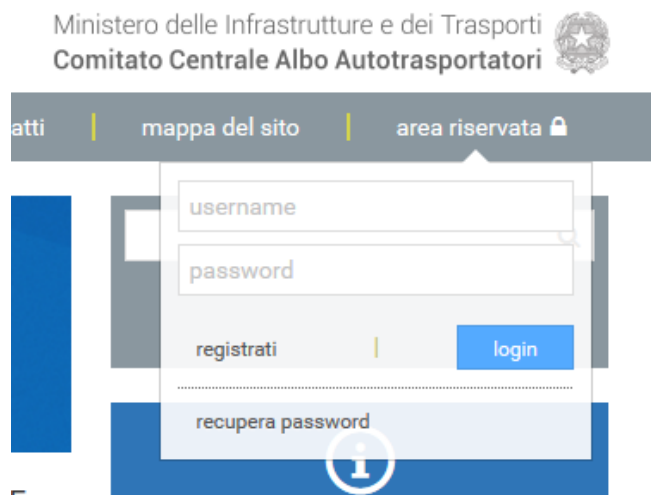 Ministero delle Infrastrutture e dei Trasporti
Comitato Centrale Albo Autotrasportatori
atti | mappa del sito | area riservata
username
password
registrati | login
recupera password
i